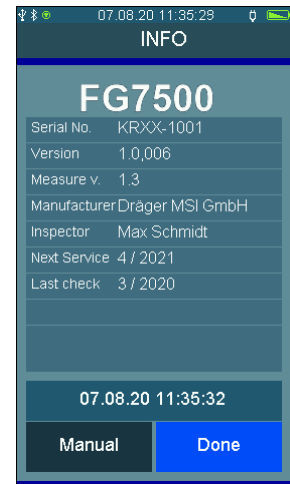 07.08.20 11:35:29
INFO
FG7500
Serial No. KRXX-1001
Version 1.0,006
Measure v. 1.3
Manufacturer Dräger MSI GmbH
Inspector Max Schmidt
Next Service 4 / 2021
Last check 3 / 2020
07.08.20 11:35:32
Manual Done